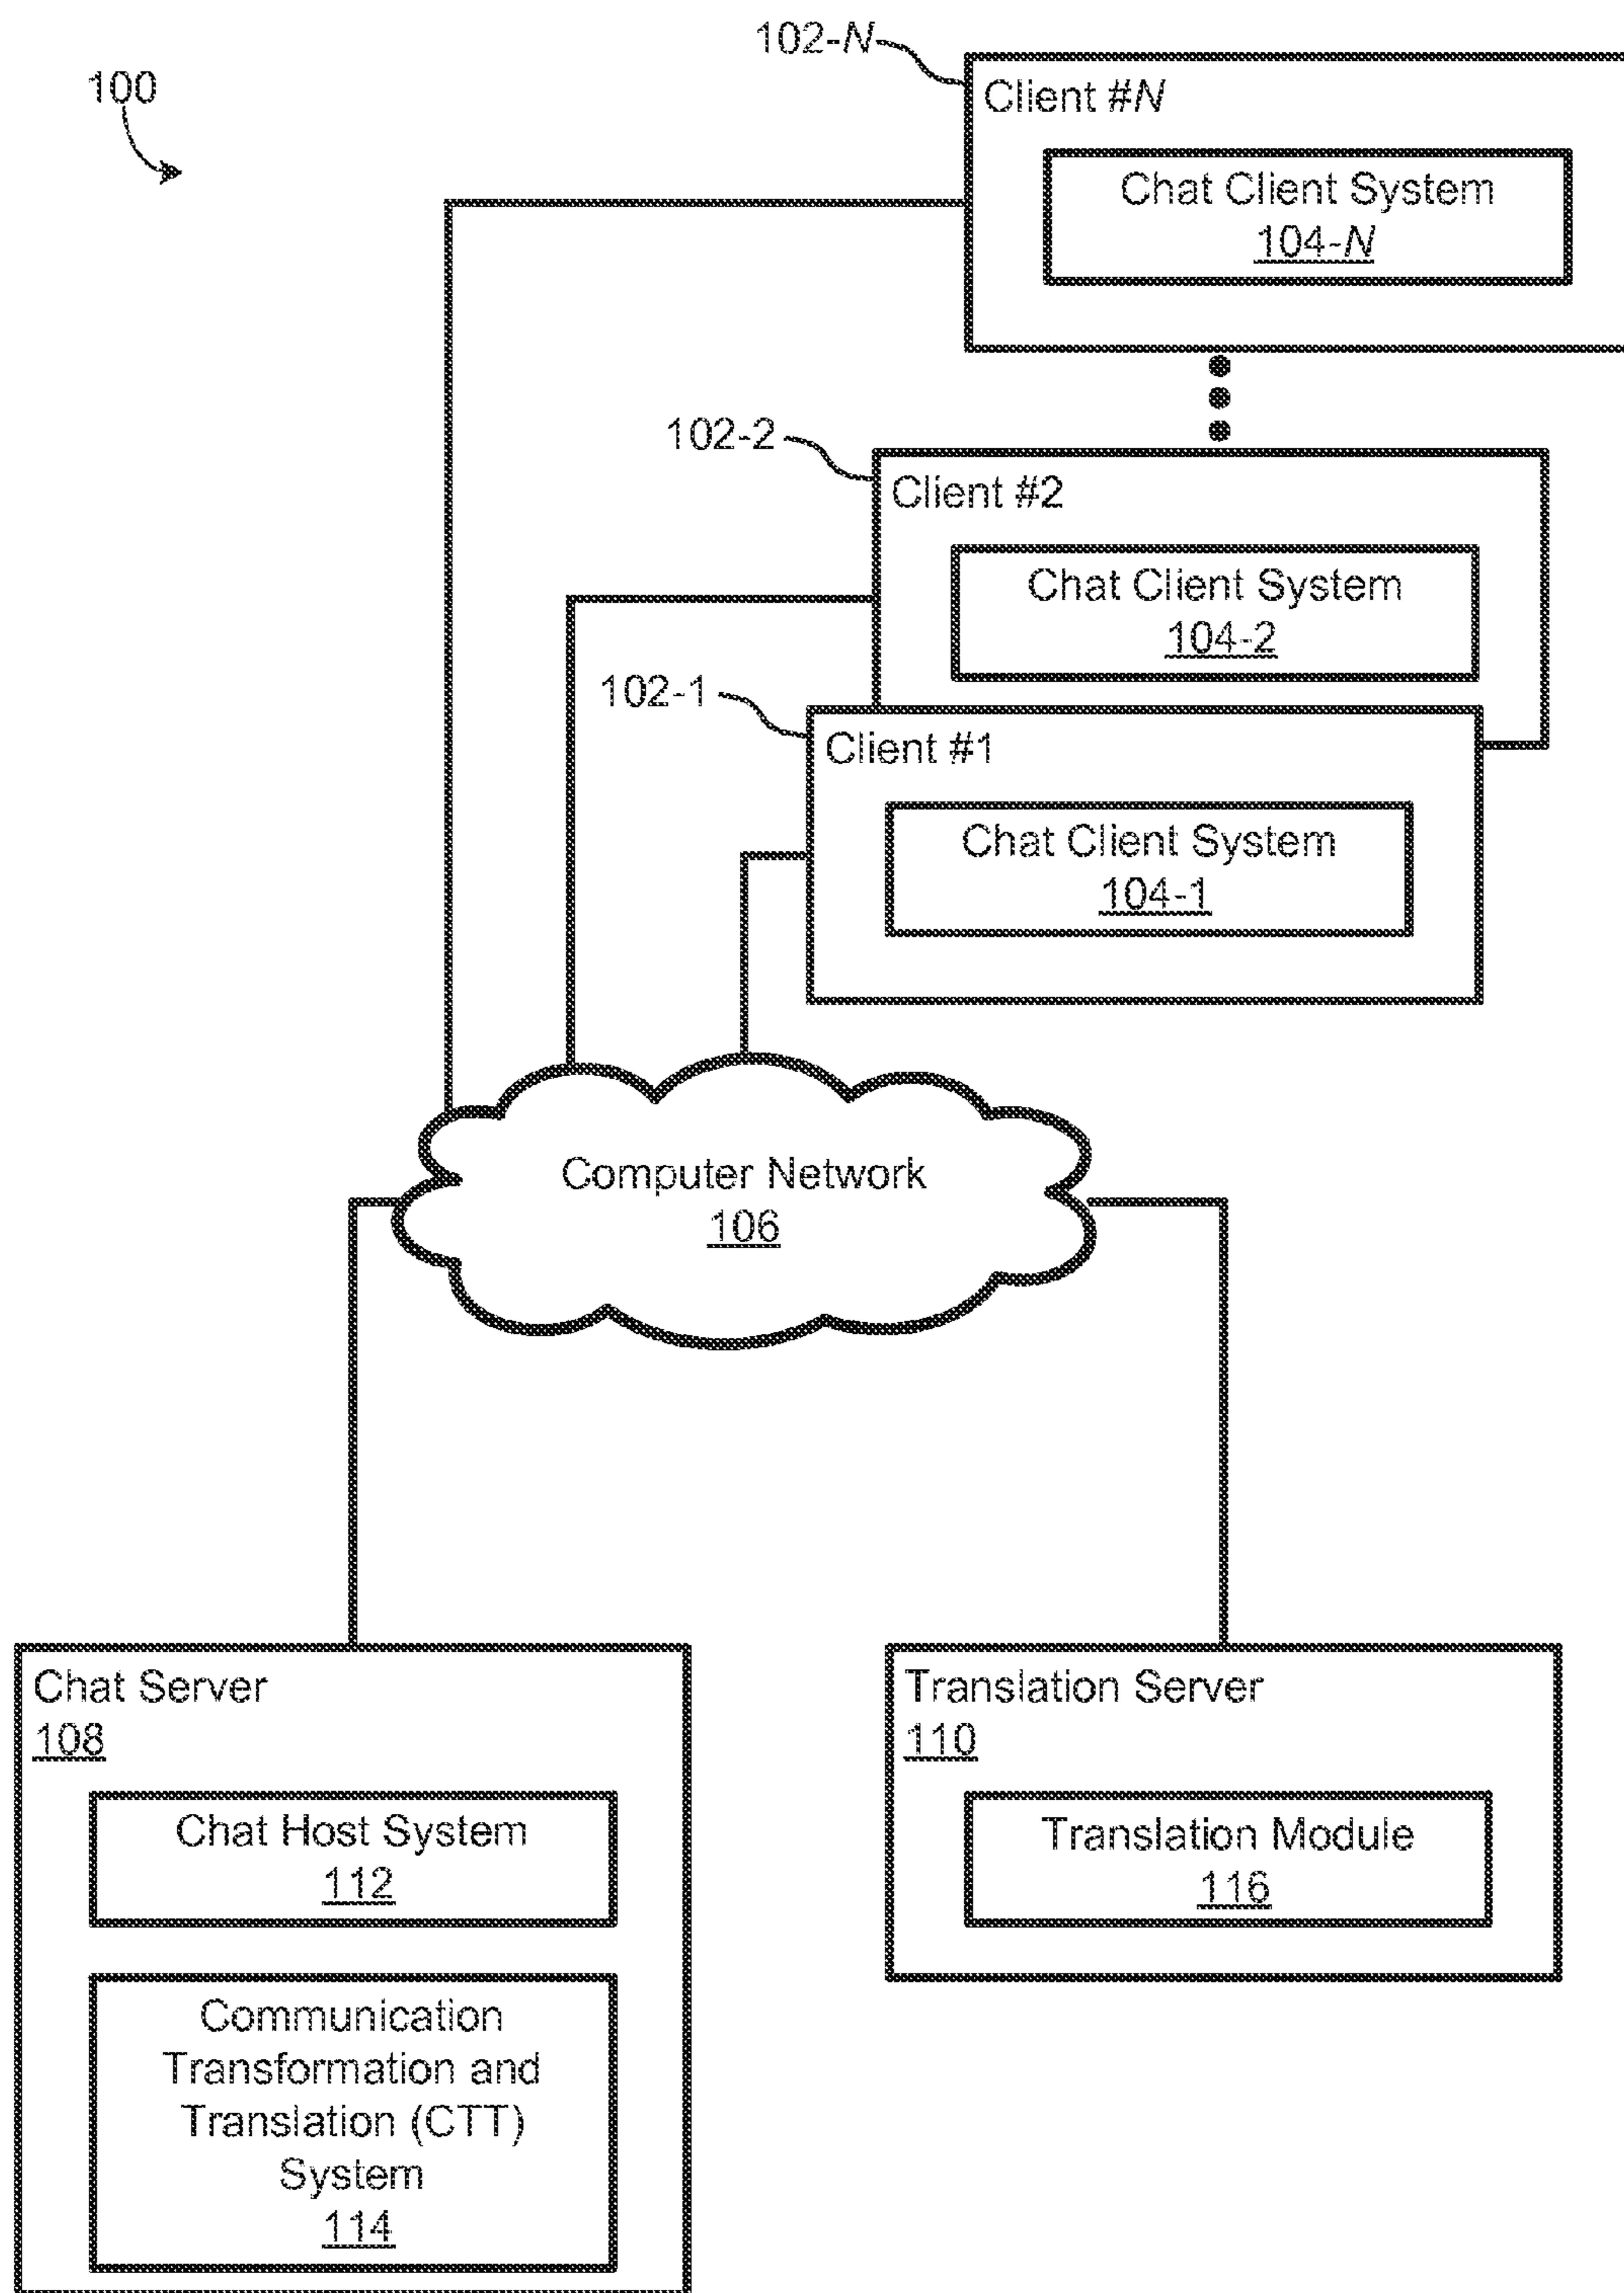 102-N
100
Client #N
Chat Client System
104-N
102-2
Client #2
Chat Client System
104-2
102-1
Client #1
Chat Client System
104-1
Computer Network
106
Chat Server
108
Chat Host System
112
Communication
Transformation and
Translation (CTT)
System
114
Translation Server
110
Translation Module
116